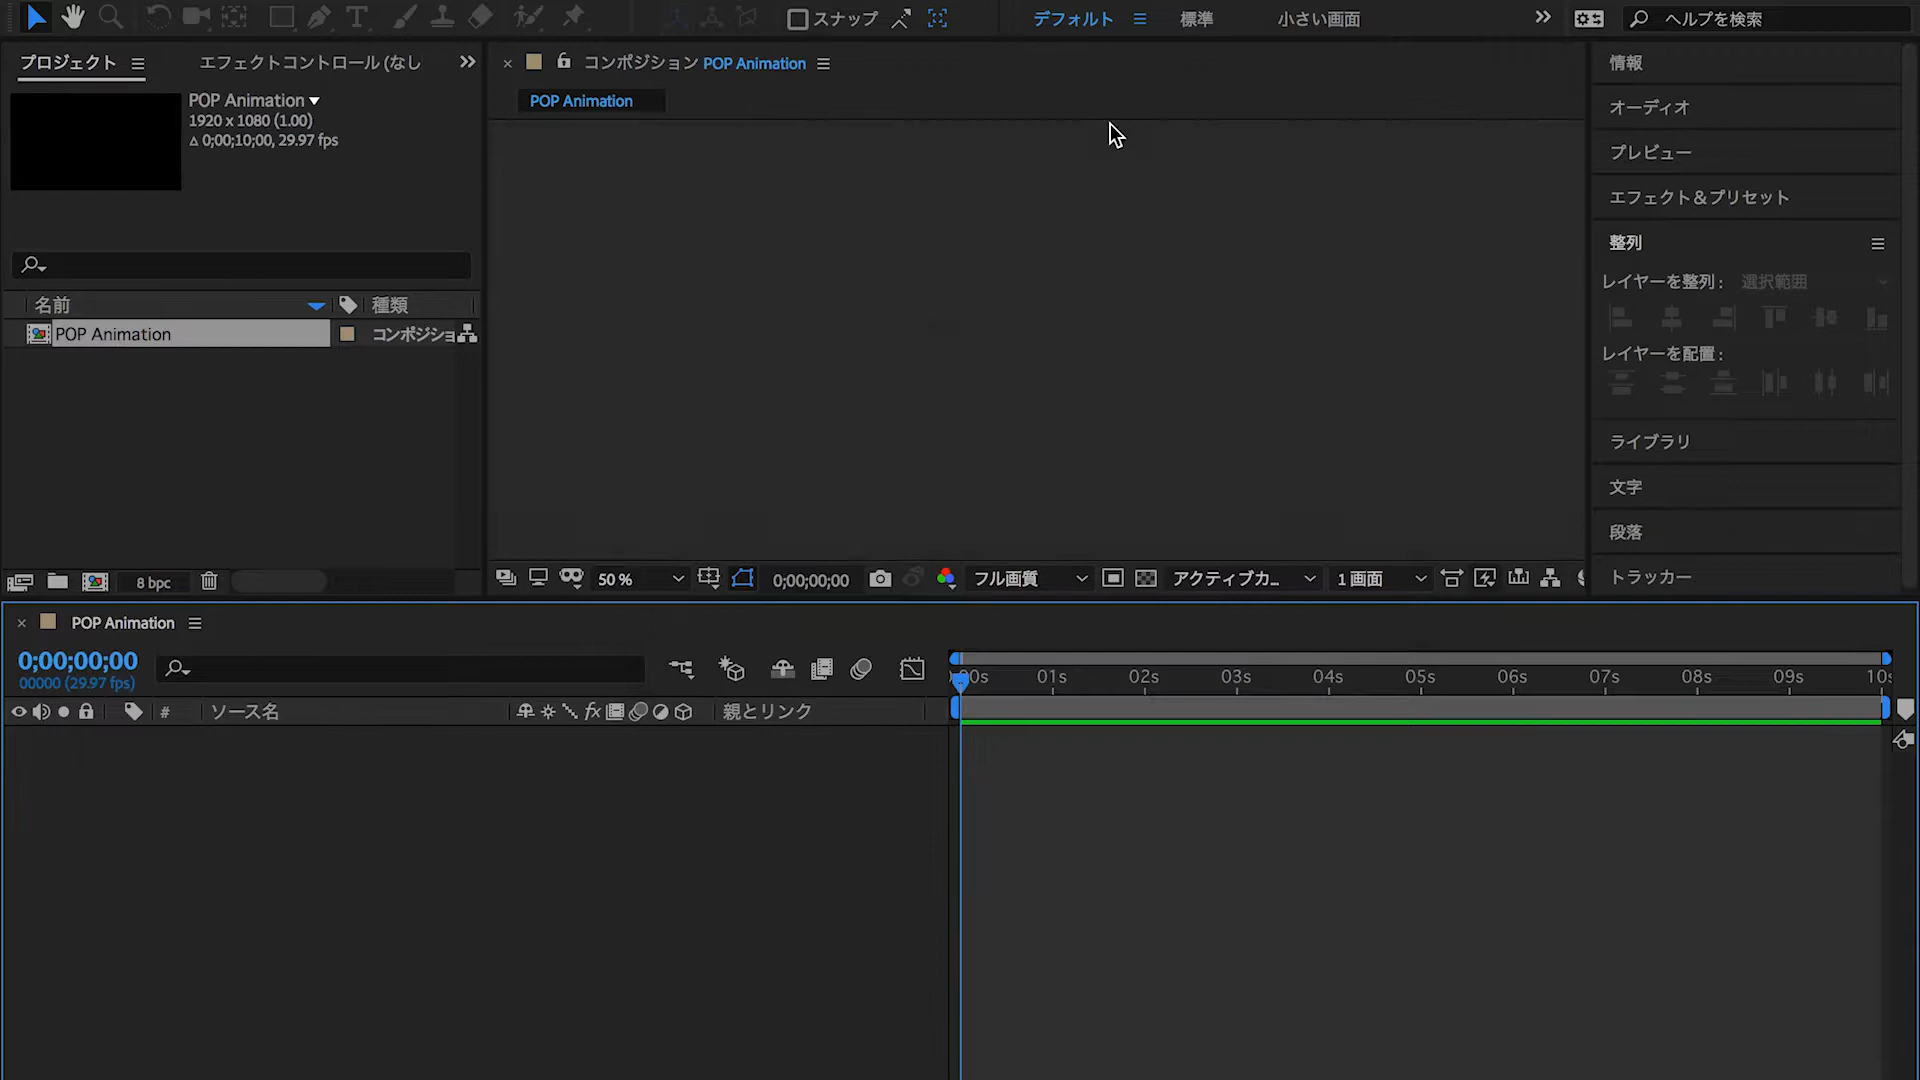 スナップ
デフォルト
標準
小さい画面
ヘルプを検索
プロジェクト
エフェクトコントロール (なし
コンポジション POP Animation
POP Animation
POP Animation
1920 x 1080 (1.00)
Δ 0;00;10;00, 29.97 fps
名前
種類
POP Animation
コンポジショ
8 bpc
50 %
0;00;00;00
フル画質
アクティブカ...
1 画面
情報
オーディオ
プレビュー
エフェクト＆プリセット
整列
レイヤーを整列 :
選択範囲
レイヤーを配置 :
ライブラリ
文字
段落
トラッカー
POP Animation
0;00;00;00
00000 (29.97 fps)
# ソース名
fx
親とリンク
00s 01s 02s 03s 04s 05s 06s 07s 08s 09s 10s